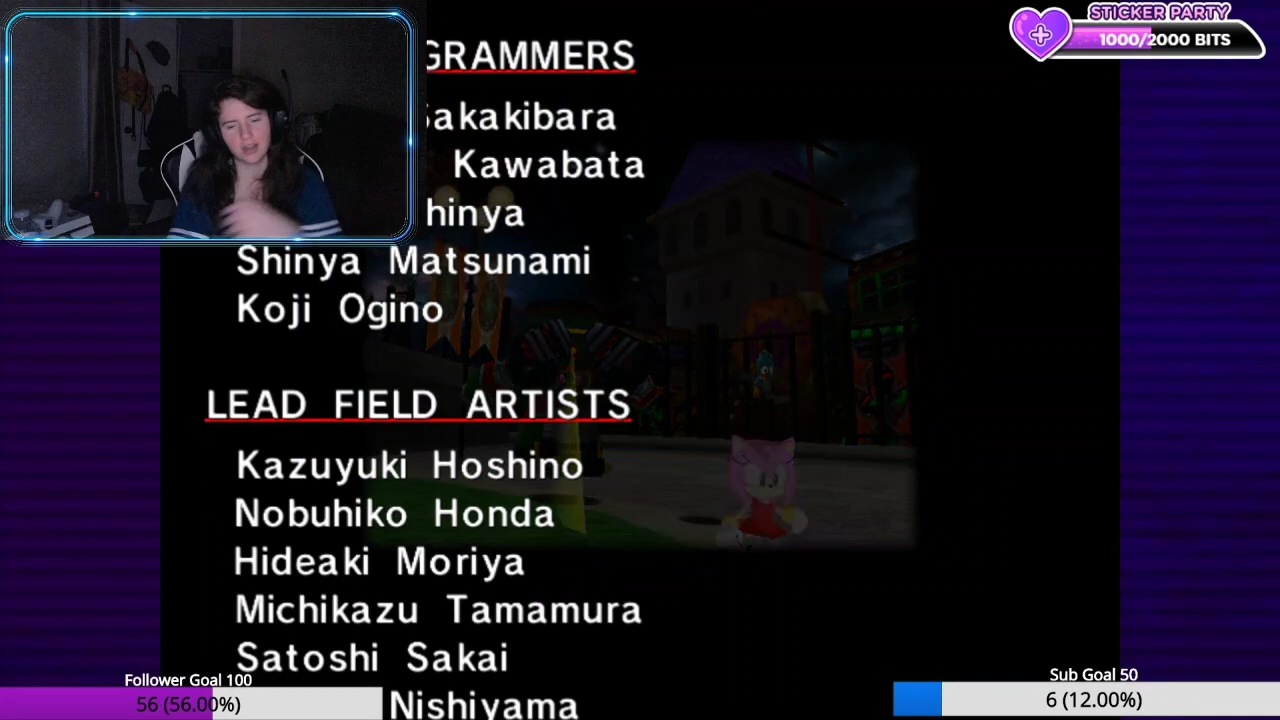 STICKER PARTY
1000/2000 BITS
GRAMMERS
Sakakibara
Kawabata
hinya
Shinya Matsunami
Koji Ogino
LEAD FIELD ARTISTS
Kazuyuki Hoshino
Nobuhiko Honda
Hideaki Moriya
Michikazu Tamamura
Satoshi Sakai
Nishiyama
Follower Goal 100
56 (56.00%)
Sub Goal 50
6 (12.00%)